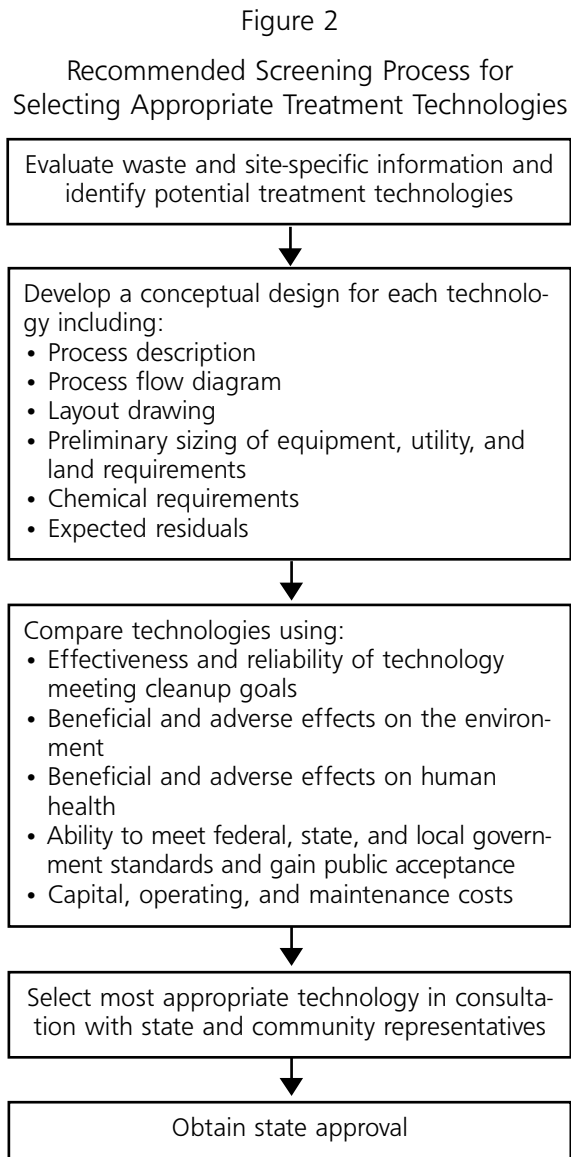 Figure 2
Recommended Screening Process for
Selecting Appropriate Treatment Technologies
Evaluate waste and site-specific information and
identify potential treatment technologies
Develop a conceptual design for each technolo-
gy including:
• Process description
• Process flow diagram
• Layout drawing
• Preliminary sizing of equipment, utility, and
land requirements
• Chemical requirements
• Expected residuals
Compare technologies using:
• Effectiveness and reliability of technology
meeting cleanup goals
• Beneficial and adverse effects on the environ-
ment
• Beneficial and adverse effects on human
health
• Ability to meet federal, state, and local govern-
ment standards and gain public acceptance
• Capital, operating, and maintenance costs
Select most appropriate technology in consulta-
tion with state and community representatives
Obtain state approval